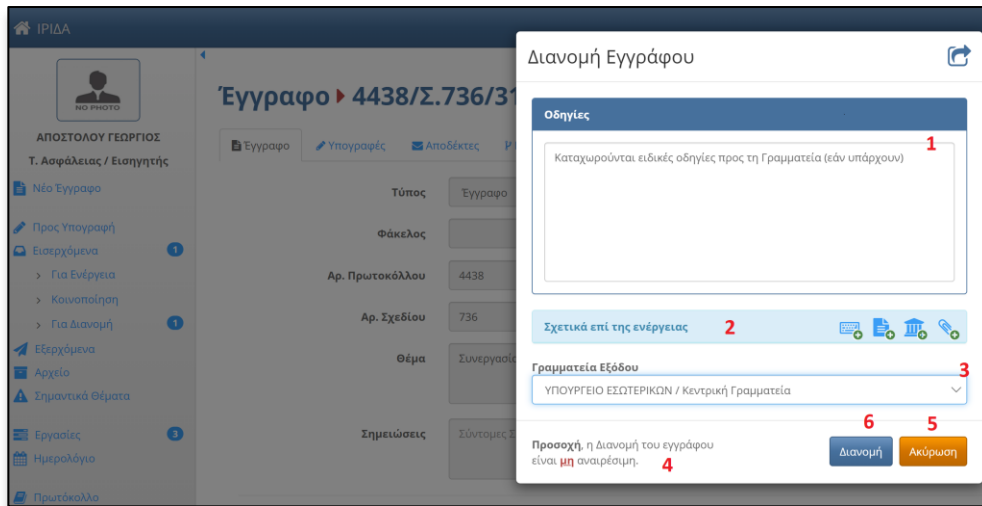 ΙΡΙΔΑ
NO PHOTO
ΑΠΟΣΤΟΛΟΥ ΓΕΩΡΓΙΟΣ
Τ. Ασφάλειας / Εισηγητής
Νέο Έγγραφο
Προς Υπογραφή
Εισερχόμενα 1
Για Ενέργεια
Κοινοποίηση
Για Διανομή 1
Εξερχόμενα
Αρχείο
Σημαντικά Θέματα
Εργασίες 3
Ημερολόγιο
Πρωτόκολλο
Έγγραφο 4438/Σ.736/31
Έγγραφο Υπογραφές Αποδέκτες
Τύπος Έγγραφο
Φάκελος
Αρ. Πρωτοκόλλου 4438
Αρ. Σχεδίου 736
Θέμα Συνεργασί
Σημειώσεις Σύντομες Σ
Διανομή Εγγράφου
Οδηγίες
1
Καταχωρούνται ειδικές οδηγίες προς τη Γραμματεία (εάν υπάρχουν)
Σχετικά επί της ενέργειας 2
Γραμματεία Εξόδου 3
ΥΠΟΥΡΓΕΙΟ ΕΣΩΤΕΡΙΚΩΝ / Κεντρική Γραμματεία
6 5
Προσοχή, η Διανομή του εγγράφου
είναι μη αναιρέσιμη. 4
Διανομή Ακύρωση